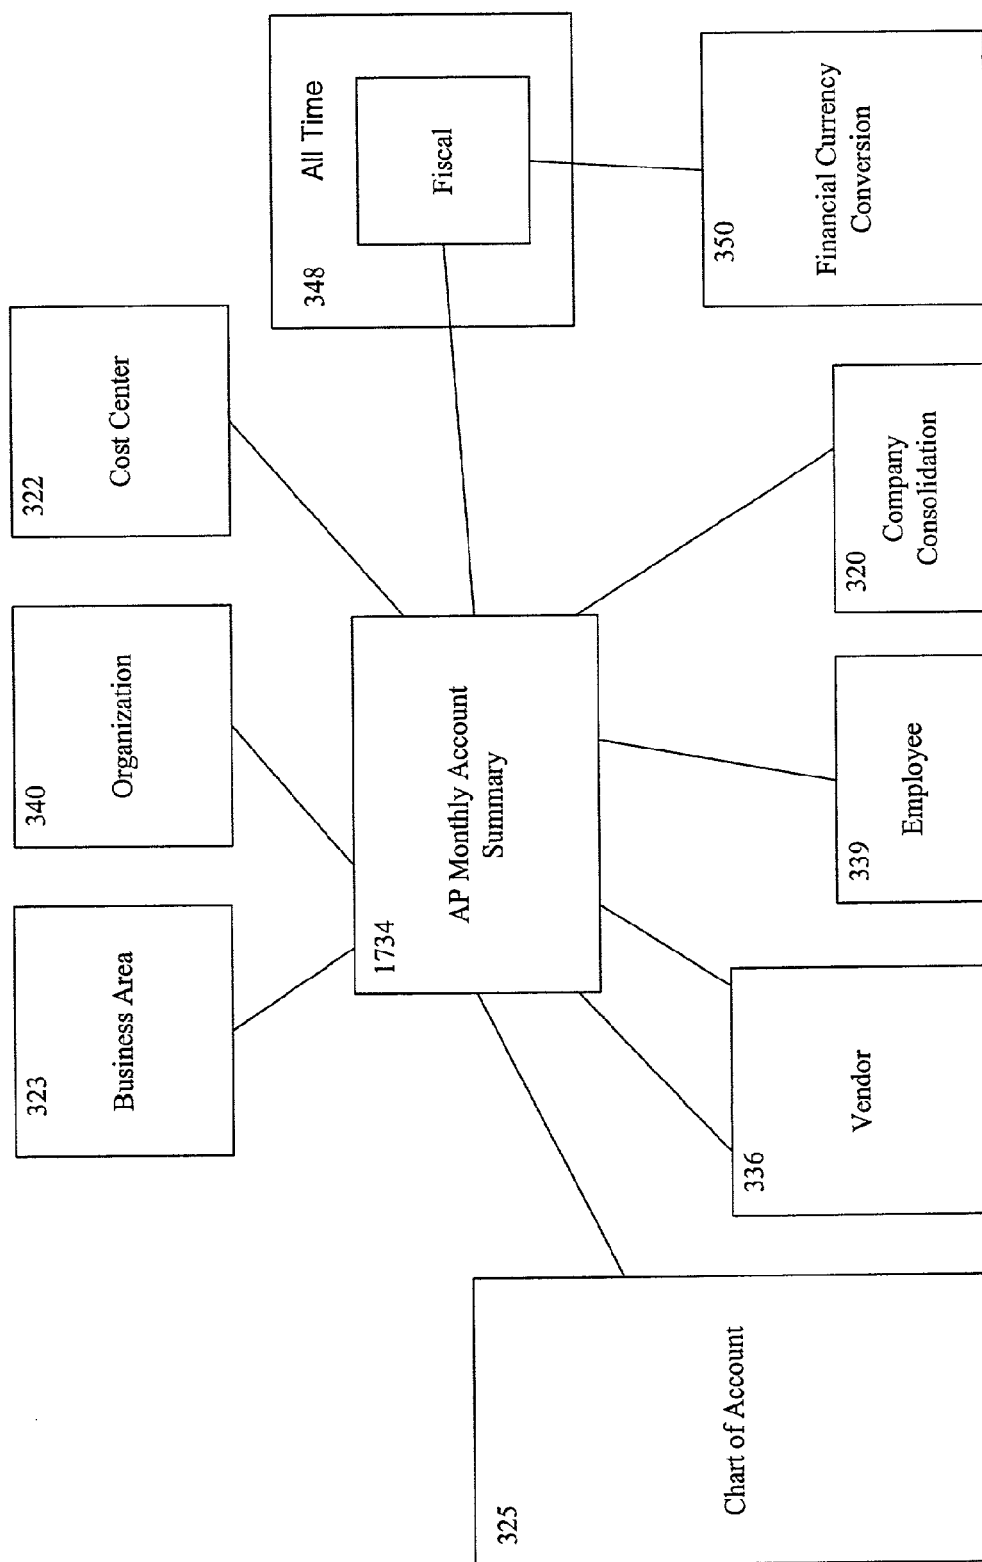 323
Business Area
340
Organization
322
Cost Center
348
All Time
Fiscal
1734
AP Monthly Account
Summary
325
Chart of Account
336
Vendor
339
Employee
320
Company
Consolidation
350
Financial Currency
Conversion